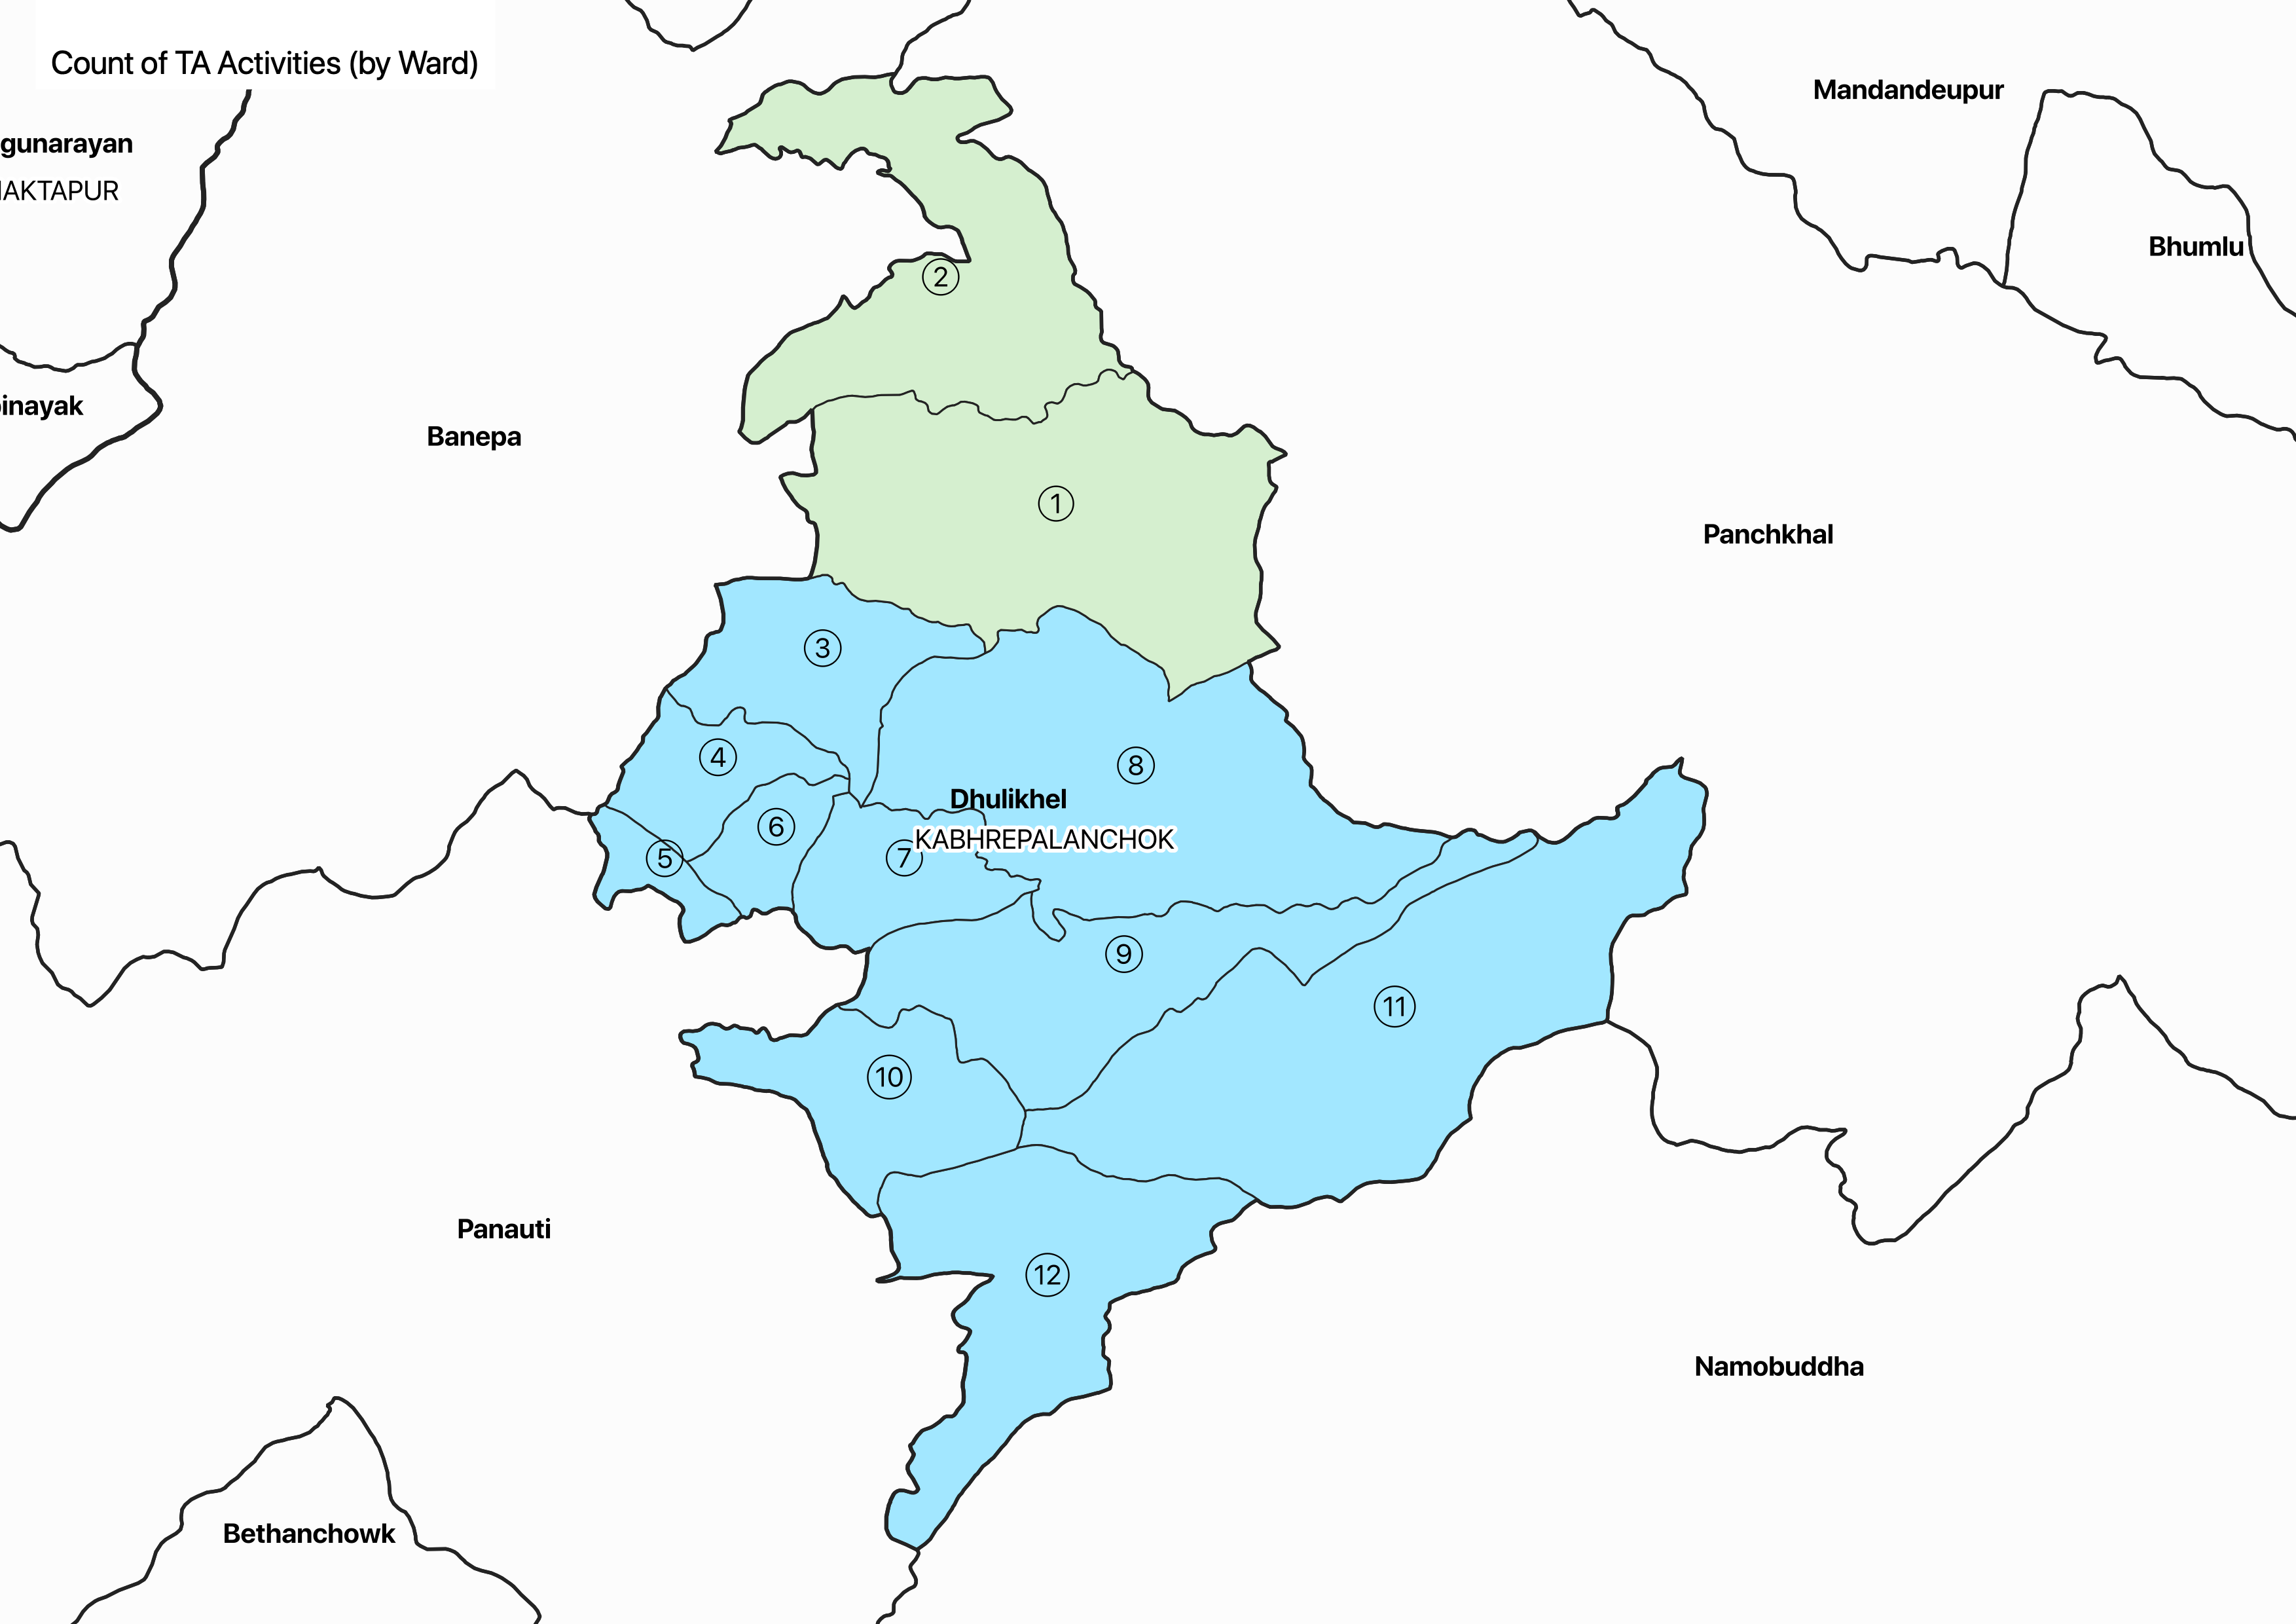 Count of TA Activities (by Ward)
Mandandeupur
gunarayan
AKTAPUR
Bhumlu
2
inayak
Banepa
1
Panchkhal
3
4
8
Dhulikhel
6
KABHREPALANCHOK
5
7
9
11
10
Panauti
12
Namobuddha
Bethanchowk